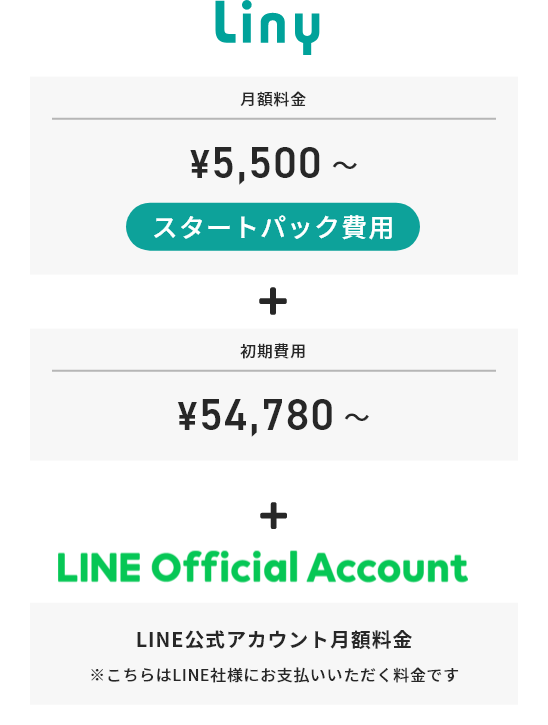 Liny
月額料金
¥5,500 ～
スタートパック費用
+
初期費用
¥54,780 ～
+
LINE Official Account
LINE公式アカウント月額料金
※こちらはLINE社様にお支払いいただく料金です